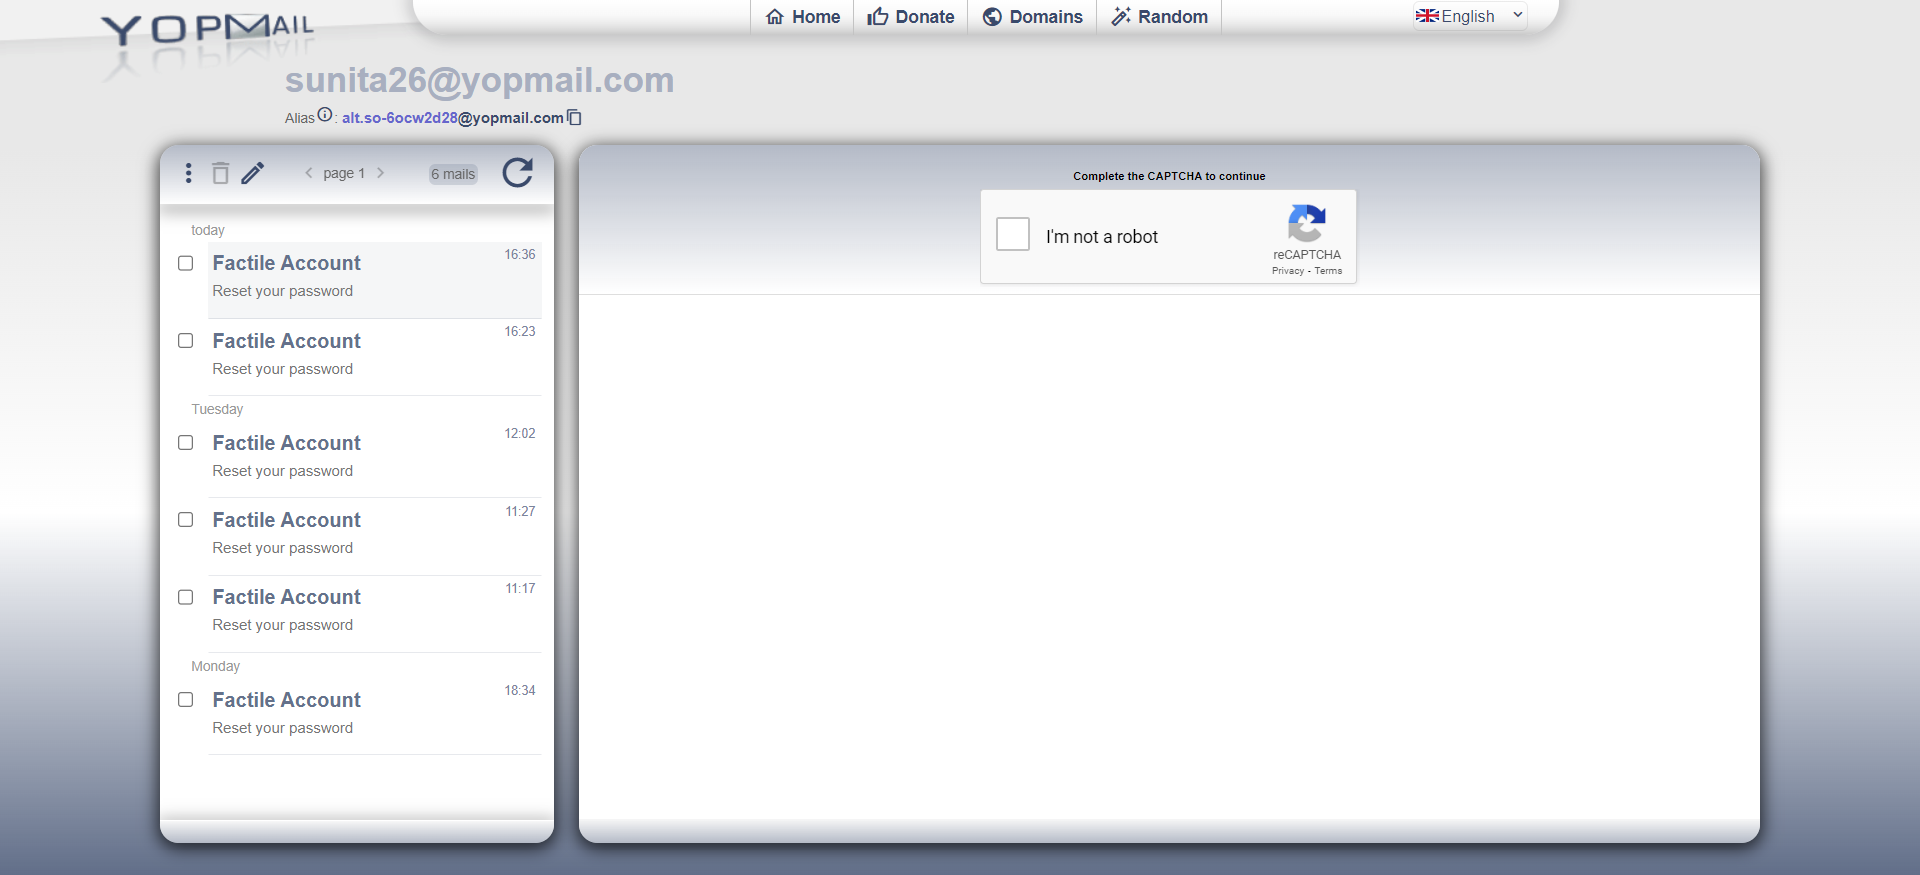 YOPMAIL
Home
Donate
Domains
Random
English
sunita26@yopmail.com
Alias : alt.so-6ocw2d28@yopmail.com
page 1
6 mails
today
Factile Account 16:36
Reset your password
Factile Account 16:23
Reset your password
Tuesday
Factile Account 12:02
Reset your password
Factile Account 11:27
Reset your password
Factile Account 11:17
Reset your password
Monday
Factile Account 18:34
Reset your password
Complete the CAPTCHA to continue
I'm not a robot
reCAPTCHA
Privacy - Terms